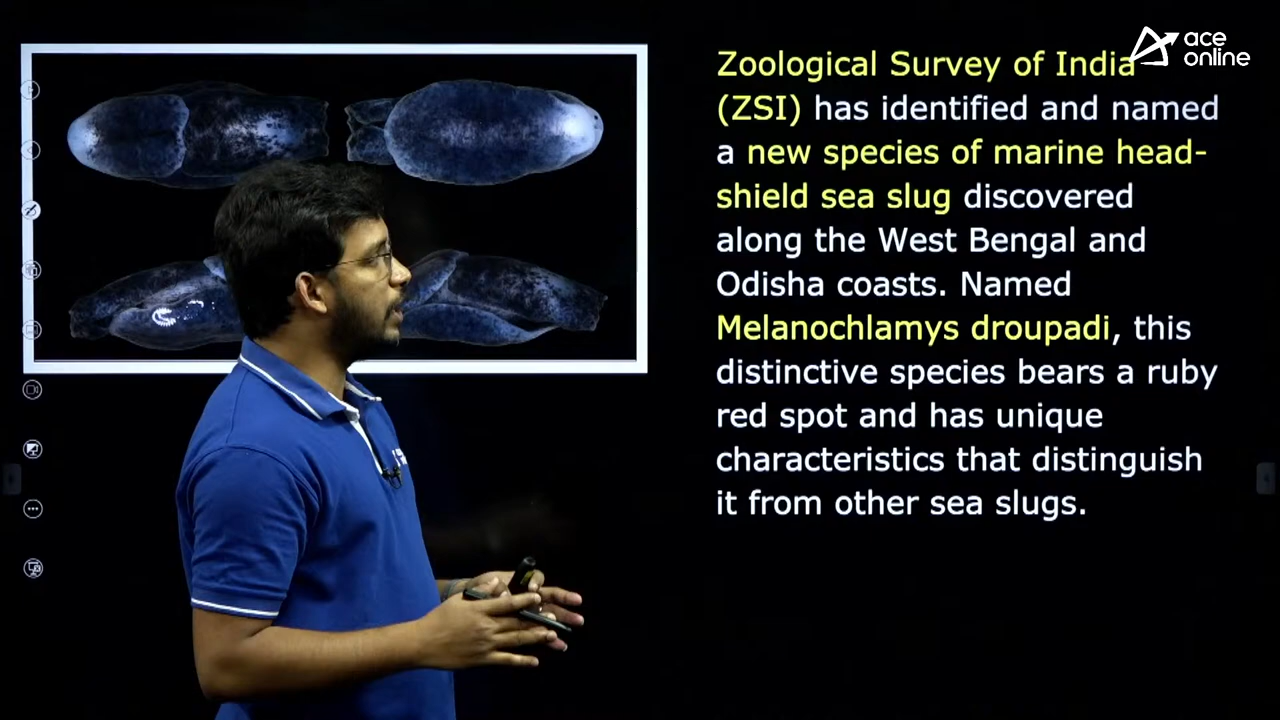 ace
online
Zoological Survey of India
(ZSI) has identified and named
a new species of marine head-
shield sea slug discovered
along the West Bengal and
Odisha coasts. Named
Melanochlamys droupadi, this
distinctive species bears a ruby
red spot and has unique
characteristics that distinguish
it from other sea slugs.